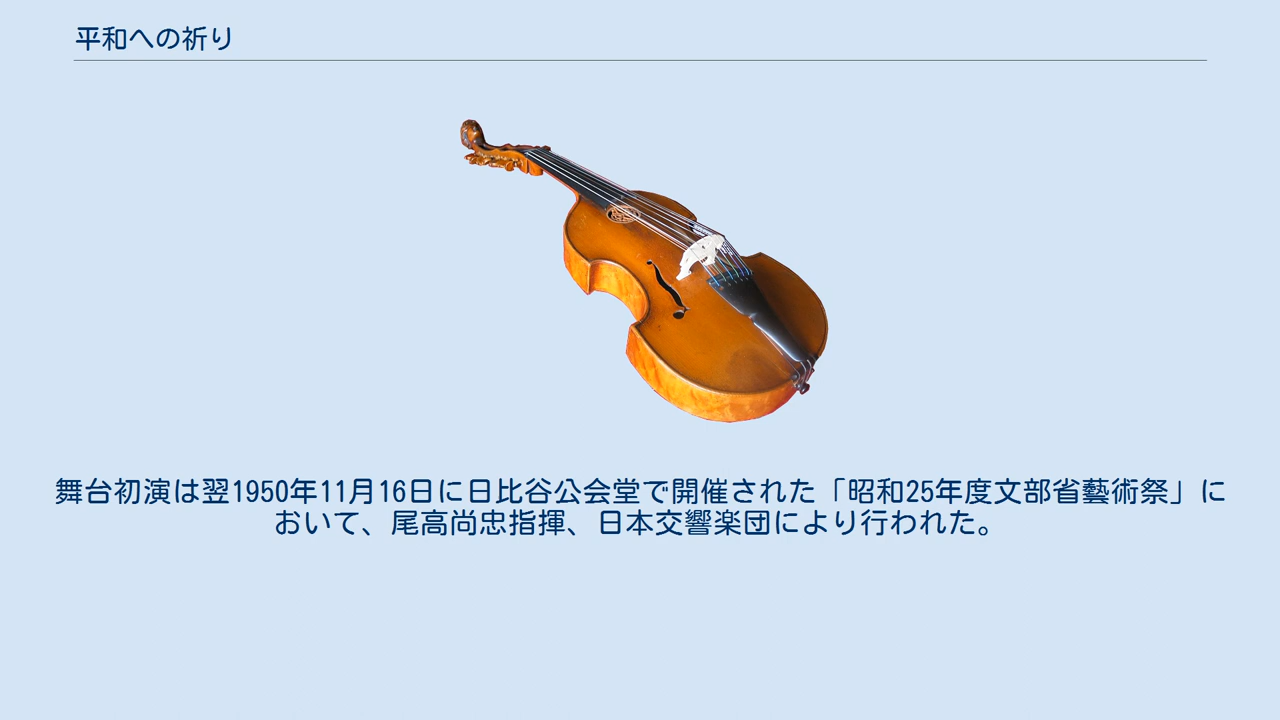 平和への祈り
舞台初演は翌1950年11月16日に日比谷公会堂で開催された「昭和25年度文部省藝術祭」に
おいて、尾高尚忠指揮、日本交響楽団により行われた。